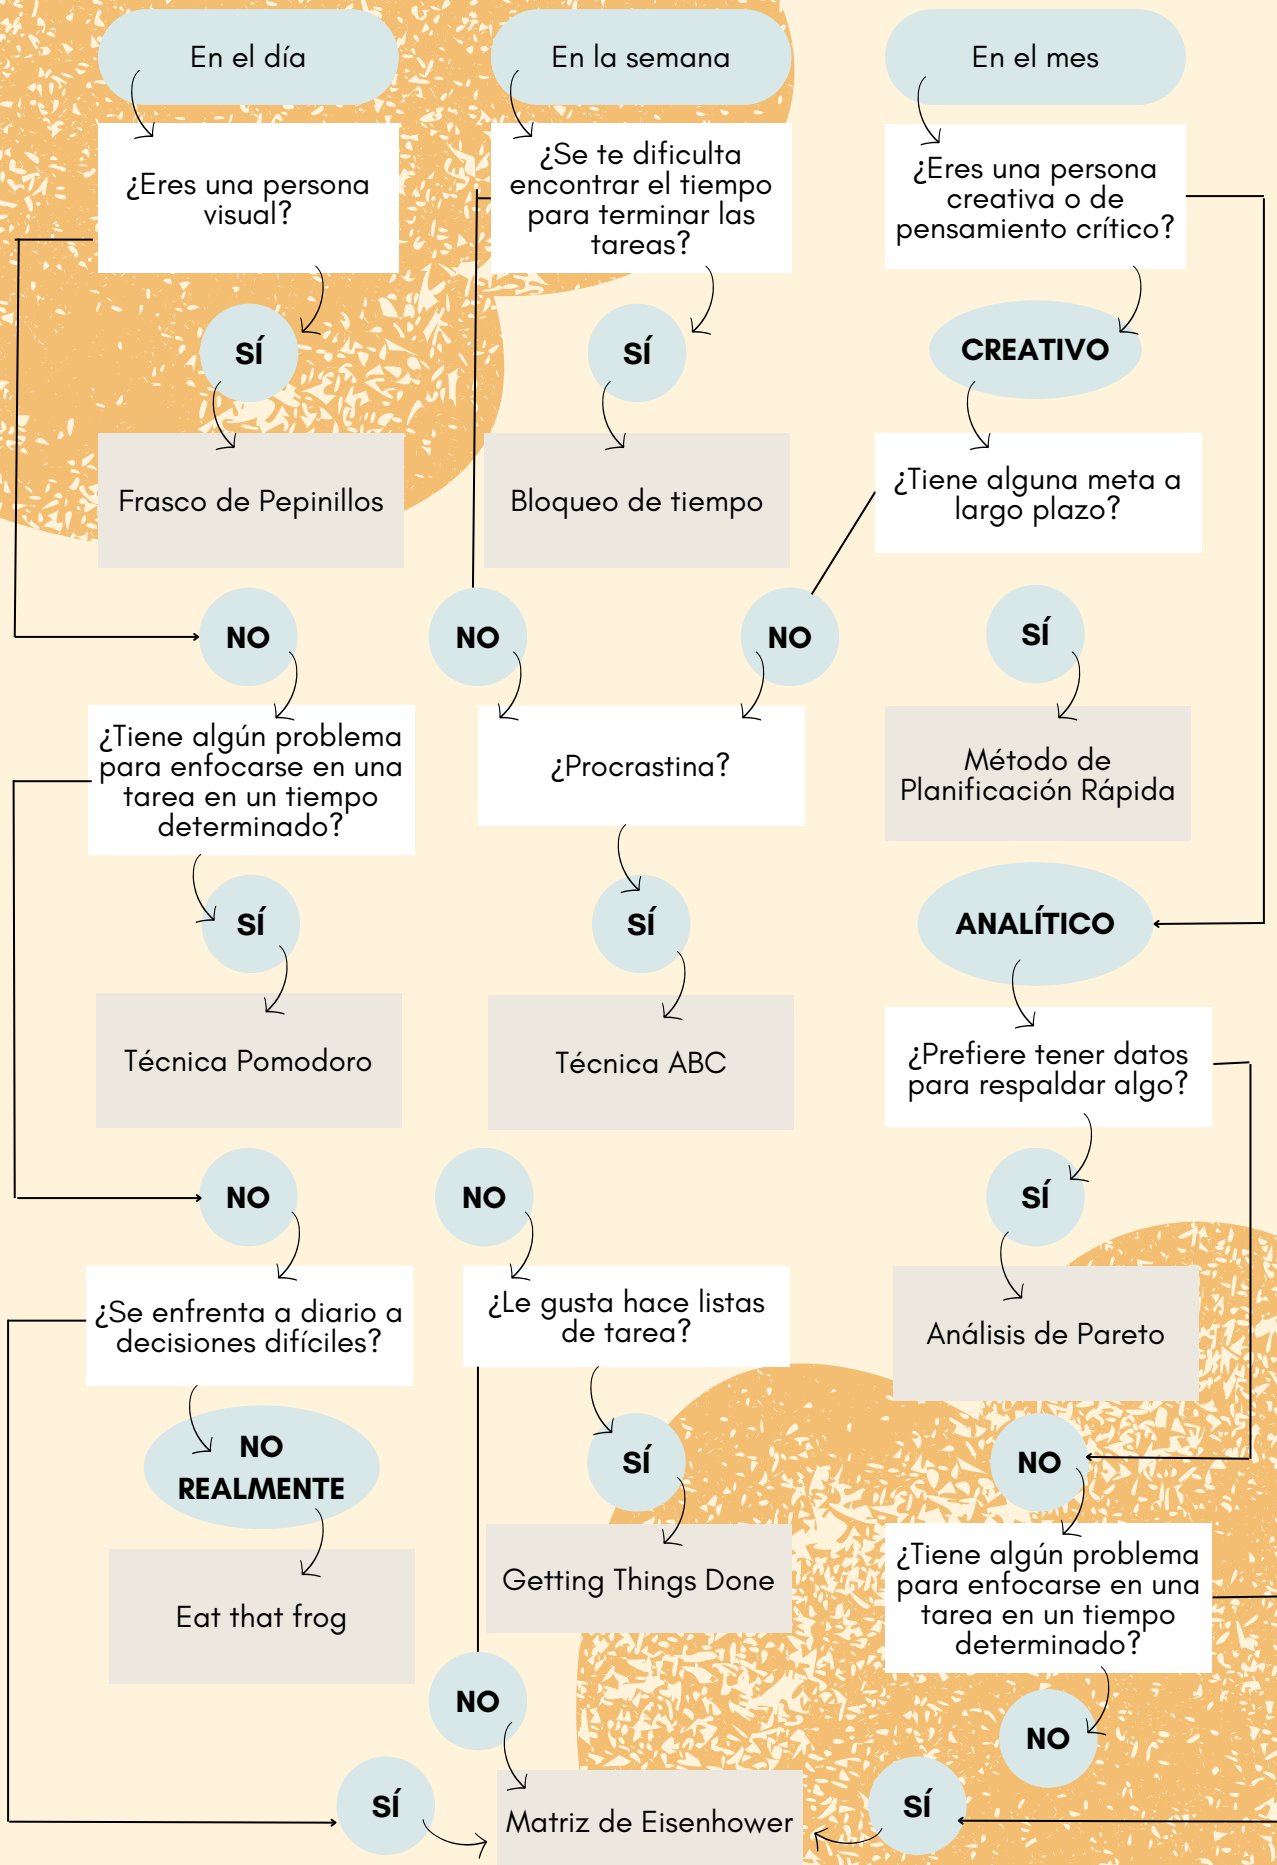 En el día
En la semana
En el mes
¿Eres una persona
visual?
¿Se te dificulta
encontrar el tiempo
para terminar las
tareas?
¿Eres una persona
creativa o de
pensamiento crítico?
SÍ
SÍ
CREATIVO
Frasco de Pepinillos
Bloqueo de tiempo
¿Tiene alguna meta a
largo plazo?
NO
NO
NO
SÍ
¿Tiene algún problema
para enfocarse en una
tarea en un tiempo
determinado?
¿Procrastina?
Método de
Planificación Rápida
SÍ
SÍ
ANALÍTICO
Técnica Pomodoro
Técnica ABC
¿Prefiere tener datos
para respaldar algo?
NO
NO
SÍ
¿Se enfrenta a diario a
decisiones difíciles?
¿Le gusta hace listas
de tarea?
Análisis de Pareto
NO
REALMENTE
SÍ
NO
Eat that frog
Getting Things Done
¿Tiene algún problema
para enfocarse en una
tarea en un tiempo
determinado?
NO
NO
SÍ
Matriz de Eisenhower
SÍ